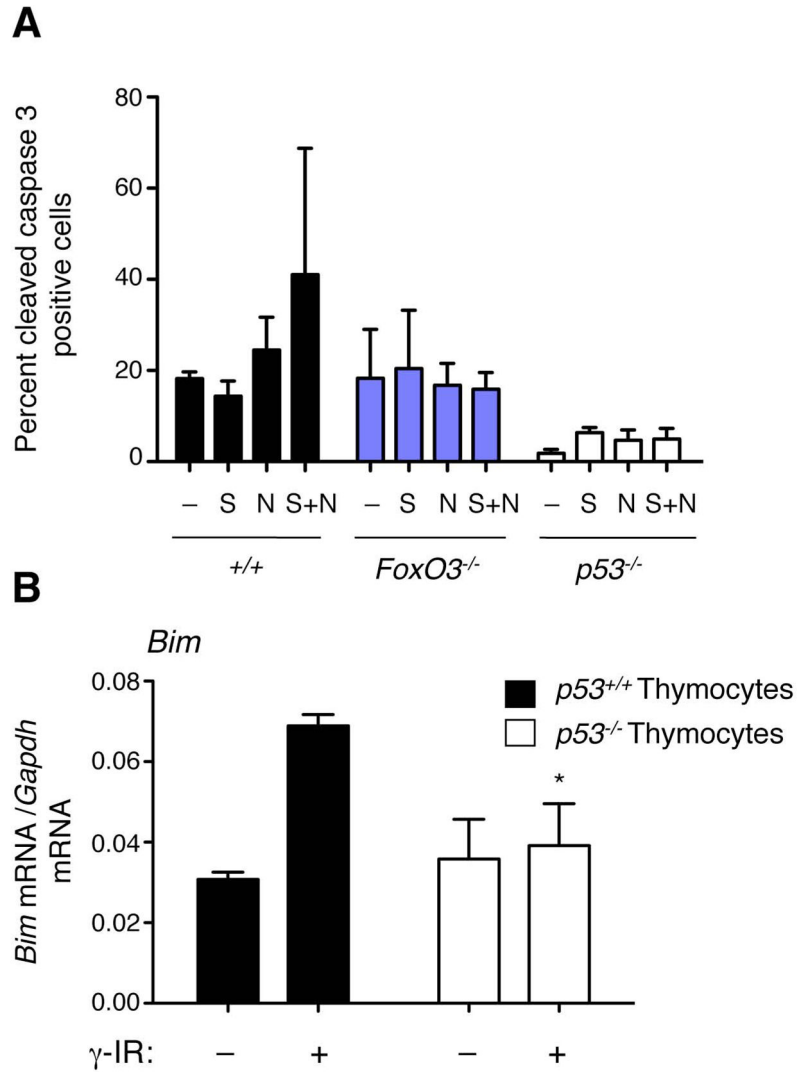 A
Percent cleaved caspase 3
positive cells
80
60
40
20
0
– S N S+N – S N S+N – S N S+N
+/+ FoxO3-/- p53-/-
B
Bim
Bim mRNA /Gapdh
mRNA
0.08
0.06
0.04
0.02
0.00
p53+/+ Thymocytes
p53-/- Thymocytes
*
γ-IR: – + – +